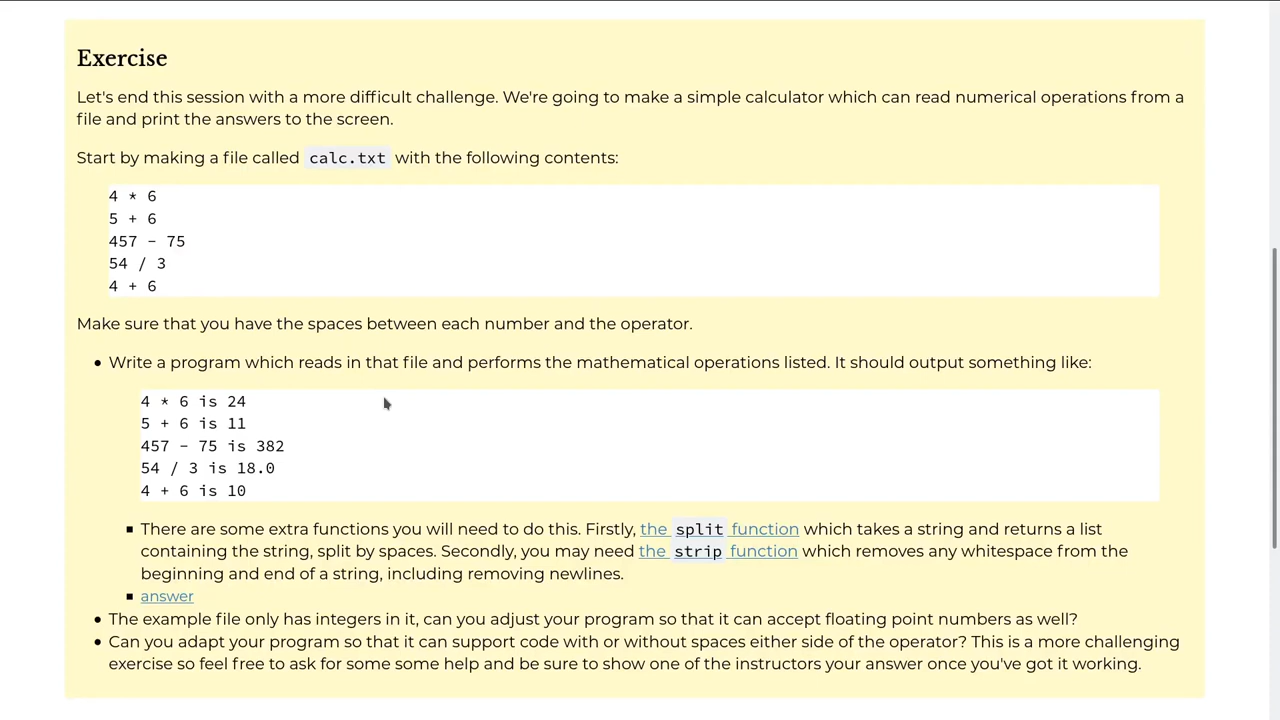 Exercise
Let's end this session with a more difficult challenge. We're going to make a simple calculator which can read numerical operations from a
file and print the answers to the screen.
Start by making a file called calc.txt with the following contents:
4 * 6
5 + 6
457 - 75
54 / 3
4 + 6
Make sure that you have the spaces between each number and the operator.
• Write a program which reads in that file and performs the mathematical operations listed. It should output something like:
4 * 6 is 24
5 + 6 is 11
457 - 75 is 382
54 / 3 is 18.0
4 + 6 is 10
▪ There are some extra functions you will need to do this. Firstly, the split function which takes a string and returns a list
containing the string, split by spaces. Secondly, you may need the strip function which removes any whitespace from the
beginning and end of a string, including removing newlines.
▪ answer
• The example file only has integers in it, can you adjust your program so that it can accept floating point numbers as well?
• Can you adapt your program so that it can support code with or without spaces either side of the operator? This is a more challenging
exercise so feel free to ask for some some help and be sure to show one of the instructors your answer once you've got it working.